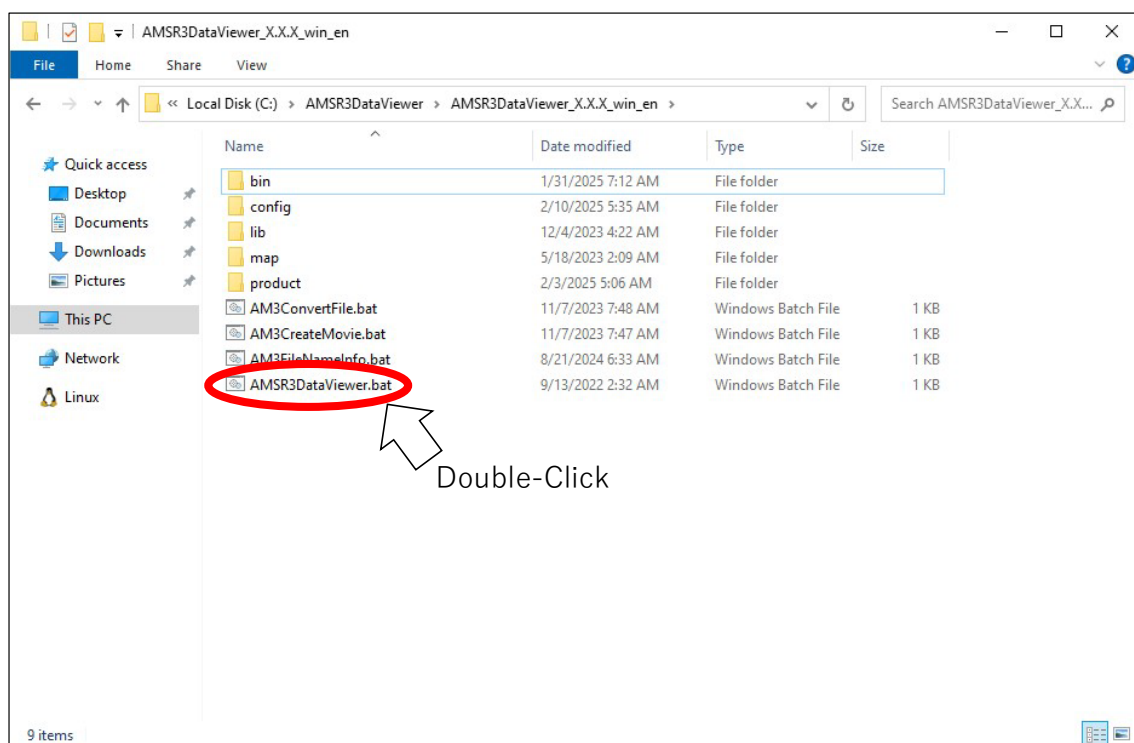 AMSR3DataViewer_X.X.X_win_en
File Home Share View
« Local Disk (C:) > AMSR3DataViewer > AMSR3DataViewer_X.X.X_win_en > Search AMSR3DataViewer_X.X...
Name Date modified Type Size
Quick access
Desktop
Documents
Downloads
Pictures
This PC
Network
Linux
bin 1/31/2025 7:12 AM File folder
config 2/10/2025 5:35 AM File folder
lib 12/4/2023 4:22 AM File folder
map 5/18/2023 2:09 AM File folder
product 2/3/2025 5:06 AM File folder
AM3ConvertFile.bat 11/7/2023 7:48 AM Windows Batch File 1 KB
AM3CreateMovie.bat 11/7/2023 7:47 AM Windows Batch File 1 KB
AM3FileNameInfo.bat 8/21/2024 6:33 AM Windows Batch File 1 KB
AMSR3DataViewer.bat 9/13/2022 2:32 AM Windows Batch File 1 KB
Double-Click
9 items